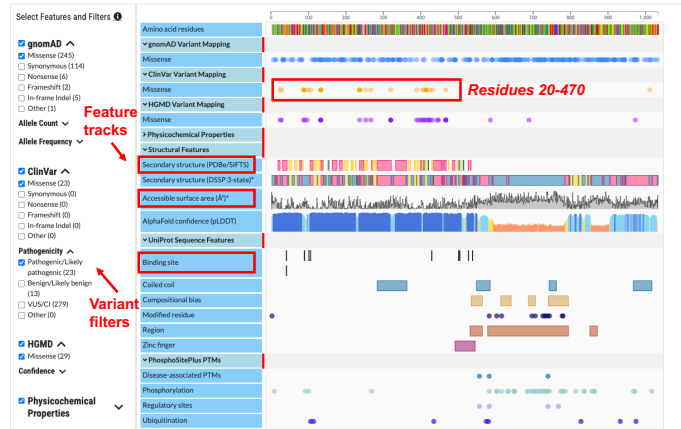 Select Features and Filters
0 100 200 300 400 500 600 700 800 900 1,000
gnomAD
Missense (245)
Synonymous (114)
Nonsense (6)
Frameshift (2)
In-frame Indel (5)
Other (1)
Allele Count
Allele Frequency
ClinVar
Missense (23)
Synonymous (0)
Nonsense (0)
Frameshift (0)
In-frame Indel (0)
Other (0)
Pathogenicity
Pathogenic/Likely
pathogenic (23)
Benign/Likely benign
(13)
VUS/CI (279)
Other (0)
HGMD
Missense (29)
Confidence
Physicochemical
Properties
Feature
tracks
Variant
filters
Amino acid residues
gnomAD Variant Mapping
Missense
ClinVar Variant Mapping
Missense
Residues 20-470
HGMD Variant Mapping
Missense
Physicochemical Properties
Structural Features
Secondary structure (PDBe/SIFTS)
Secondary structure (DSSP 3-state)*
Accessible surface area (Å²)*
AlphaFold confidence (pLDDT)
UniProt Sequence Features
Binding site
Coiled coil
Compositional bias
Modified residue
Region
Zinc finger
PhosphoSitePlus PTMs
Disease-associated PTMs
Phosphorylation
Regulatory sites
Ubiquitination